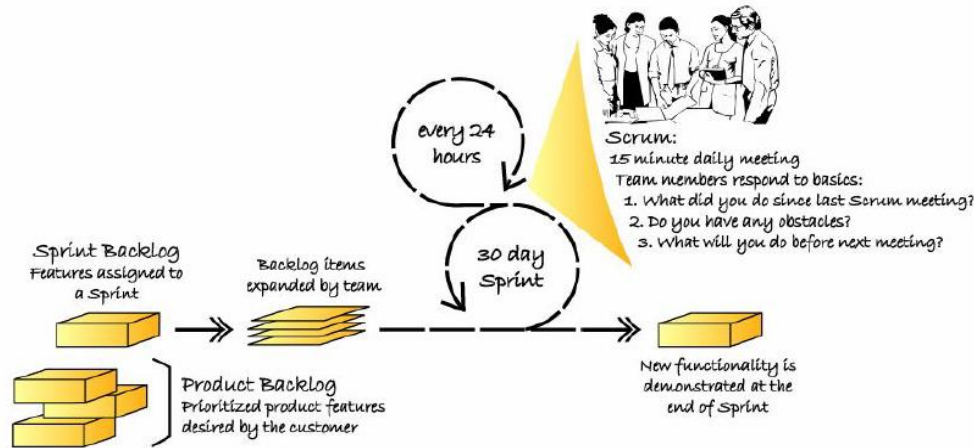 every 24
hours
Scrum:
15 minute daily meeting
Team members respond to basics:
1. What did you do since last Scrum meeting?
2. Do you have any obstacles?
3. What will you do before next meeting?
30 day
Sprint
Sprint Backlog
Features assigned to
a Sprint
Backlog items
expanded by team
Product Backlog
Prioritized product features
desired by the customer
New functionality is
demonstrated at the
end of Sprint